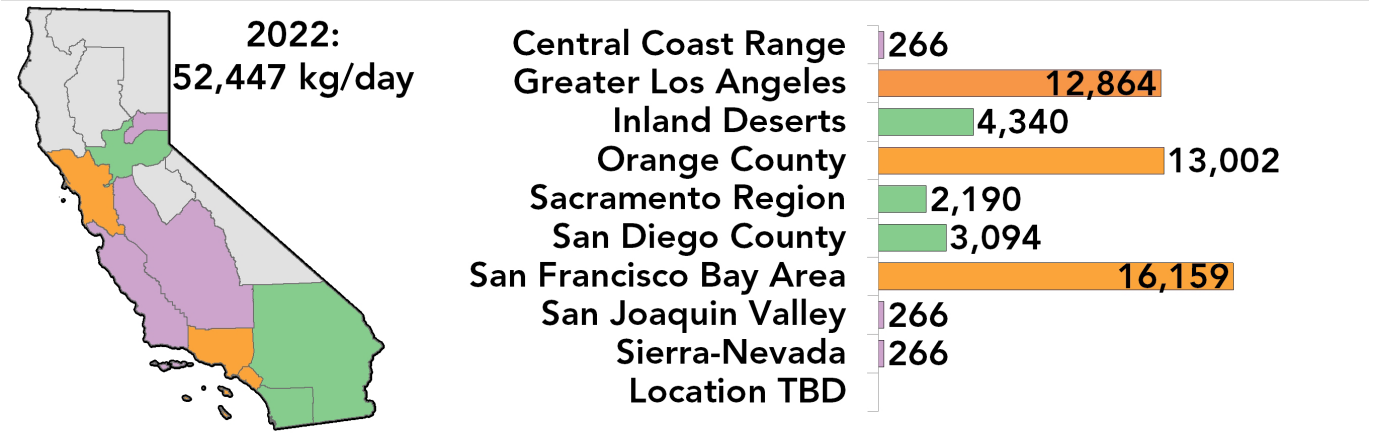 2022:
52,447 kg/day
Central Coast Range 266
Greater Los Angeles 12,864
Inland Deserts 4,340
Orange County 13,002
Sacramento Region 2,190
San Diego County 3,094
San Francisco Bay Area 16,159
San Joaquin Valley 266
Sierra-Nevada 266
Location TBD